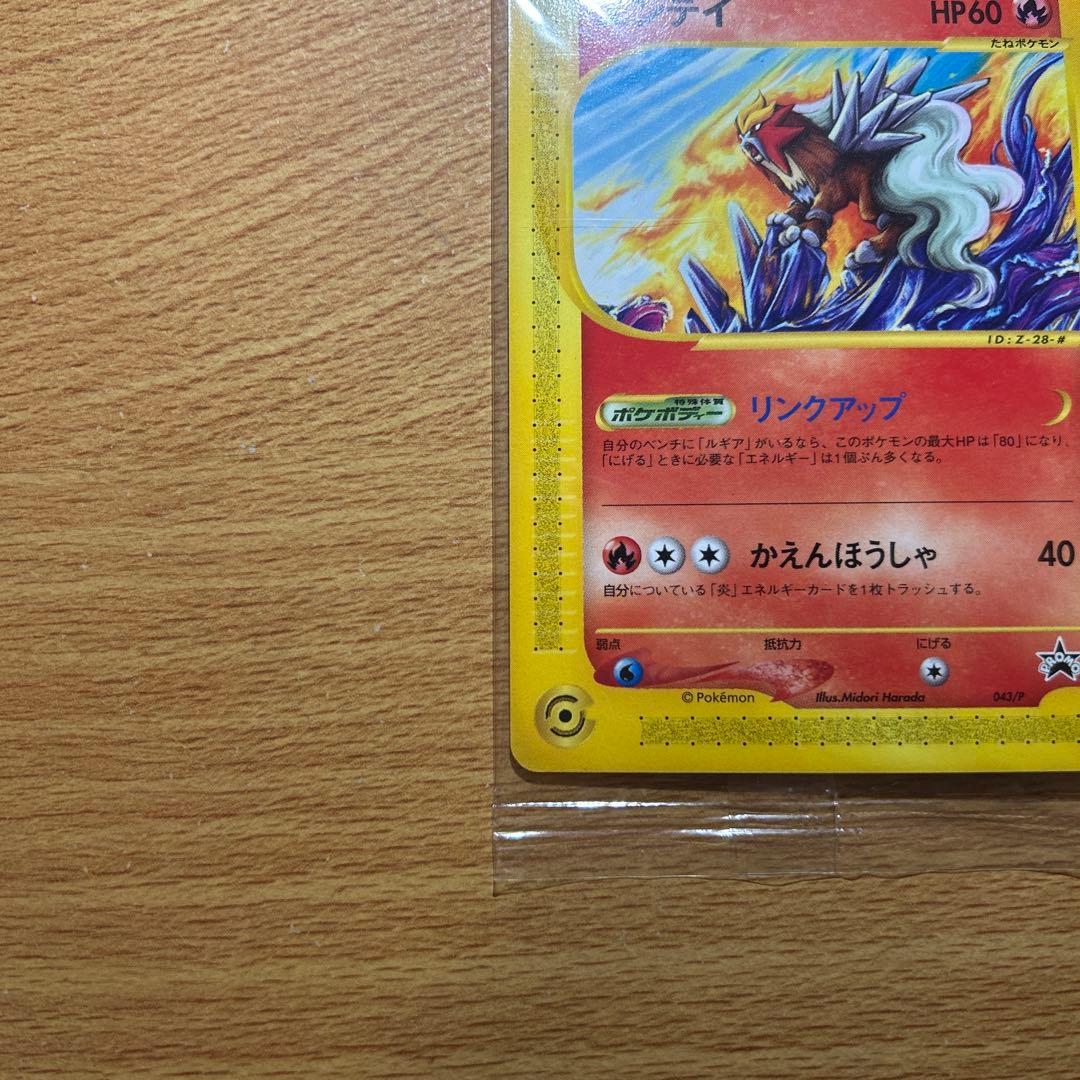 ンテイ HP60
たねポケモン
ID:Z-28-#
特殊体質
ポケボディー リンクアップ
自分のベンチに「ルギア」がいるなら、このポケモンの最大HPは「80」になり、
「にげる」ときに必要な「エネルギー」は1個ぶん多くなる。
かえんほうしゃ 40
自分についている「炎」エネルギーカードを1枚トラッシュする。
弱点 抵抗力 にげる
PROMO
© Pokémon Illus.Midori Harada 043/P